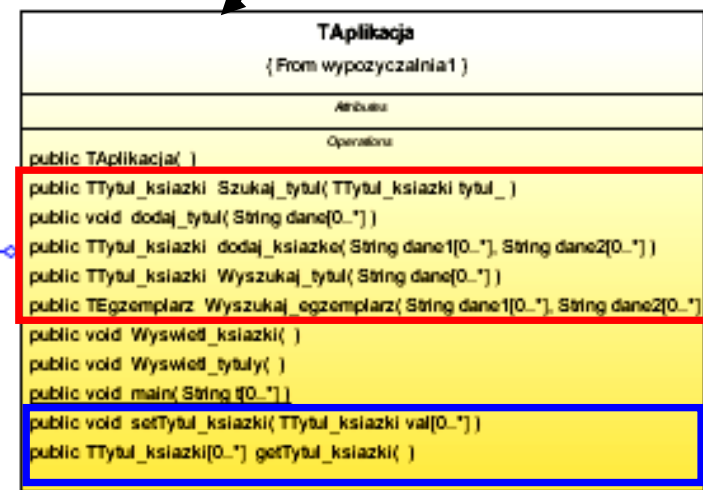 TAplikacja
{ From wypozyczalnia1 }
Attributes
Operations
public TAplikacja( )
public TTytul_ksiazki Szukaj_tytul( TTytul_ksiazki tytul_ )
public void dodaj_tytul( String dane[0..*] )
public TTytul_ksiazki dodaj_ksiazke( String dane1[0..*], String dane2[0..*] )
public TTytul_ksiazki Wyszukaj_tytul( String dane[0..*] )
public TEgzemplarz Wyszukaj_egzemplarz( String dane1[0..*], String dane2[0..*]
public void Wyswietl_ksiazki( )
public void Wyswietl_tytuly( )
public void main( String t[0..*] )
public void setTytul_ksiazki( TTytul_ksiazki val[0..*] )
public TTytul_ksiazki[0..*] getTytul_ksiazki( )